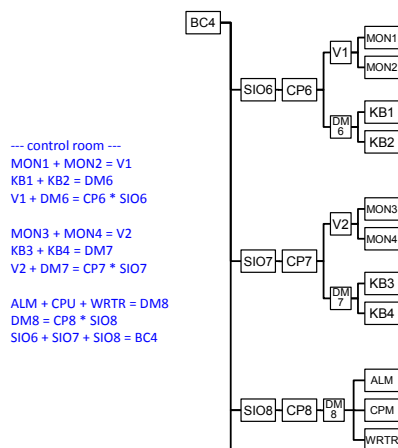 BC4
MON1
V1
MON2
SIO6 CP6
KB1
DM
6
KB2
--- control room ---
MON1 + MON2 = V1
KB1 + KB2 = DM6
V1 + DM6 = CP6 * SIO6
MON3 + MON4 = V2
KB3 + KB4 = DM7
V2 + DM7 = CP7 * SIO7
ALM + CPU + WRTR = DM8
DM8 = CP8 * SIO8
SIO6 + SIO7 + SIO8 = BC4
MON3
V2
MON4
SIO7 CP7
KB3
DM
7
KB4
ALM
SIO8 CP8 DM
8
CPM
WRTR